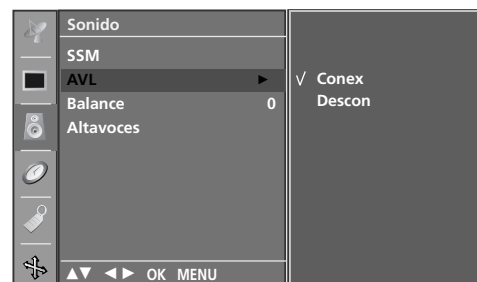 Sonido
SSM
AVL ► √ Conex
Balance 0 Descon
Altavoces
▲▼ ◄► OK MENU